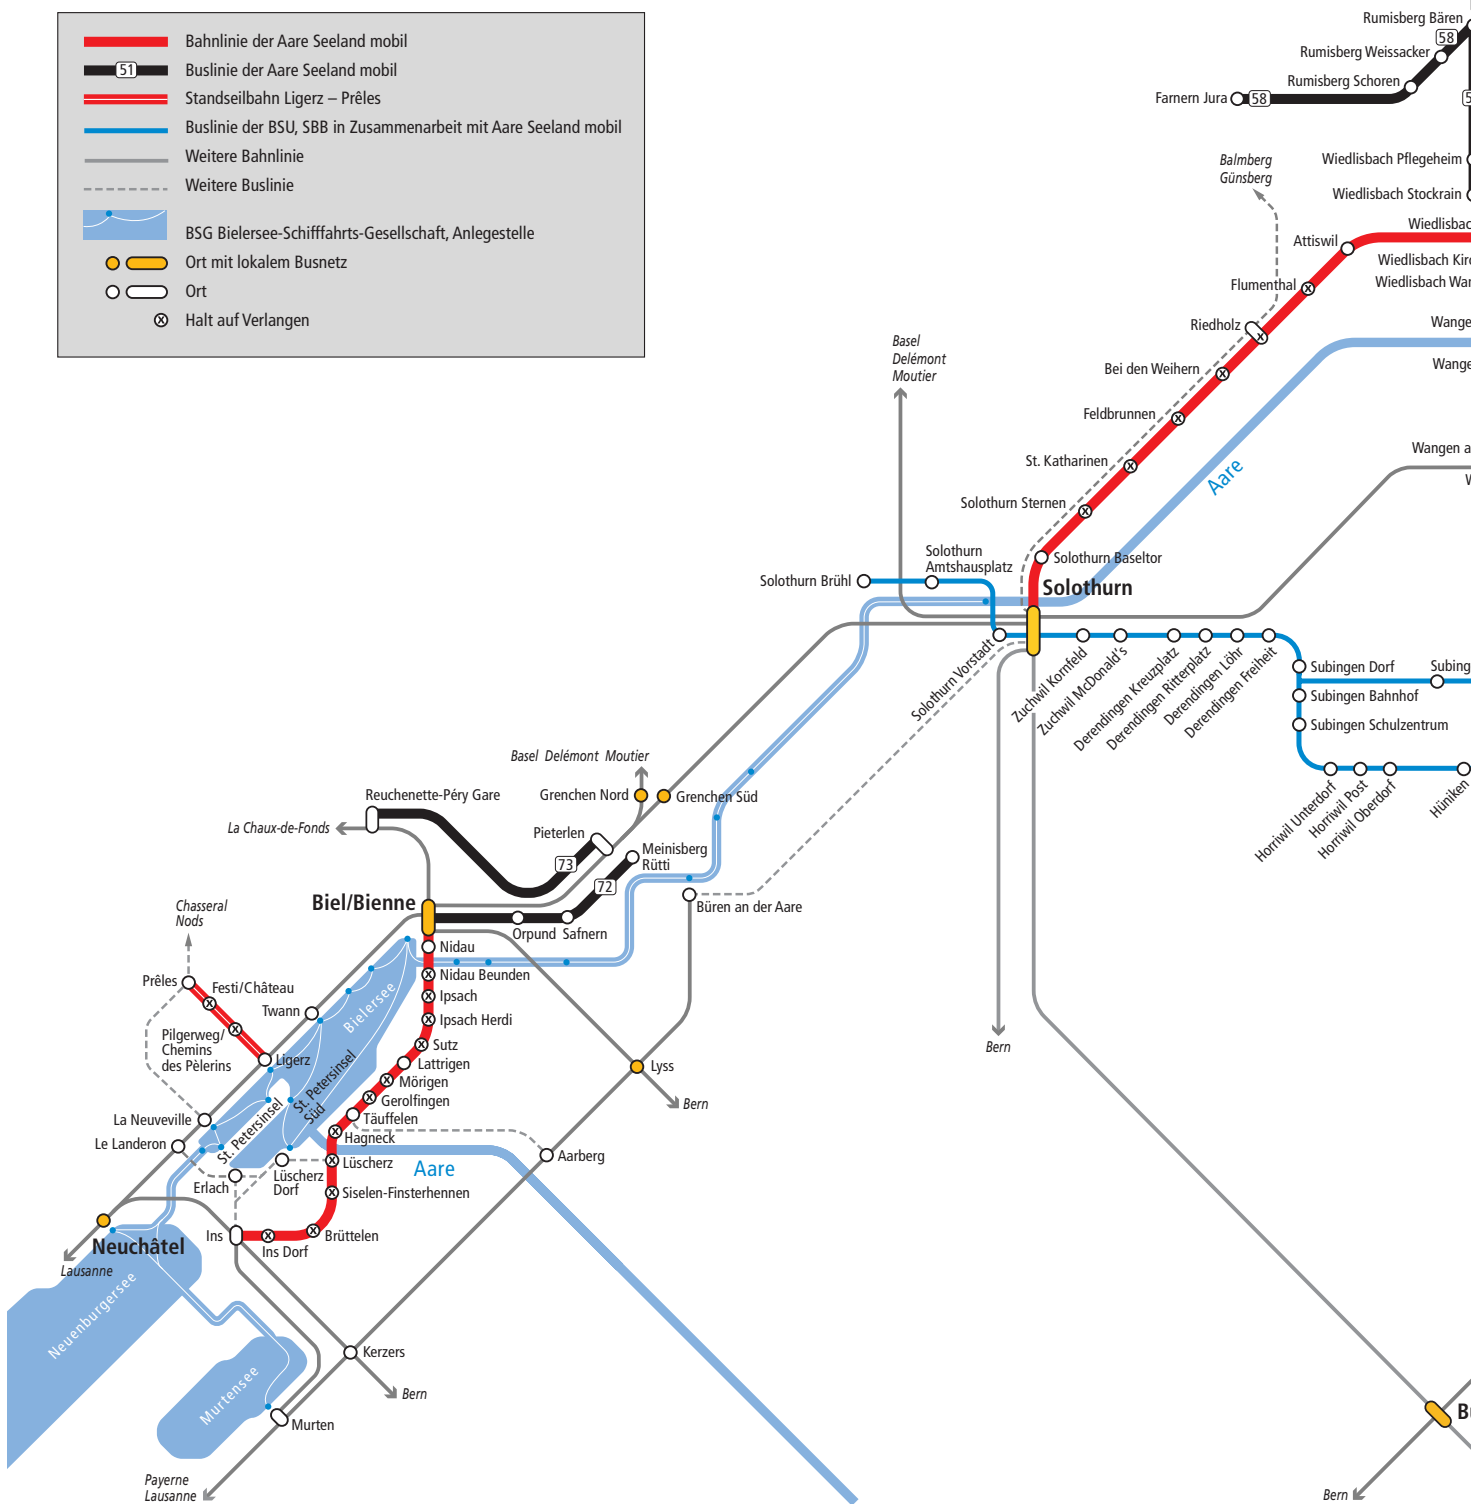 Bahnlinie der Aare Seeland mobil
51
Buslinie der Aare Seeland mobil
Standseilbahn Ligerz – Prêles
Buslinie der BSU, SBB in Zusammenarbeit mit Aare Seeland mobil
Weitere Bahnlinie
Weitere Buslinie
BSG Bielersee-Schifffahrts-Gesellschaft, Anlegestelle
Ort mit lokalem Busnetz
Ort
Halt auf Verlangen
Rumisberg Bären
58
Rumisberg Weissacker
Rumisberg Schoren
Farnern Jura
58
Wiedlisbach Pflegeheim
Wiedlisbach Stockrain
Balmberg
Günsberg
Attiswil
Flumenthal
Riedholz
Bei den Weihern
Feldbrunnen
St. Katharinen
Solothurn Sternen
Solothurn Baseltor
Basel
Delémont
Moutier
Aare
Wangen a
Solothurn
Amtshausplatz
Solothurn Brühl
Solothurn
Solothurn Vorstadt
Zuchwil Kornfeld
Zuchwil McDonald's
Derendingen Kreuzplatz
Derendingen Ritterplatz
Derendingen Löhr
Derendingen Freiheit
Subingen Dorf
Subingen Bahnhof
Subingen Schulzentrum
Horriwil Unterdorf
Horriwil Post
Horriwil Oberdorf
Hüniken
Basel Delémont Moutier
Grenchen Nord
Grenchen Süd
Reuchenette-Péry Gare
La Chaux-de-Fonds
Pieterlen
73
Meinisberg
Rütti
72
Biel/Bienne
Orpund
Safnern
Büren an der Aare
Chasseral
Nods
Nidau
Nidau Beunden
Ipsach
Ipsach Herdi
Sutz
Lattrigen
Mörigen
Gerolfingen
Täuffelen
Hagneck
Lüscherz
Siselen-Finsterhennen
Brüttelen
Ins Dorf
Ins
Prêles
Festi/Château
Pilgerweg/
Chemins
des Pèlerins
Ligerz
Twann
Bielersee
St. Petersinsel
Süd
St. Petersinsel
La Neuveville
Le Landeron
Erlach
Lüscherz
Dorf
Aare
Aarberg
Lyss
Bern
Bern
Neuchâtel
Lausanne
Neuenburgersee
Murtensee
Kerzers
Bern
Murten
Payerne
Lausanne
Bern